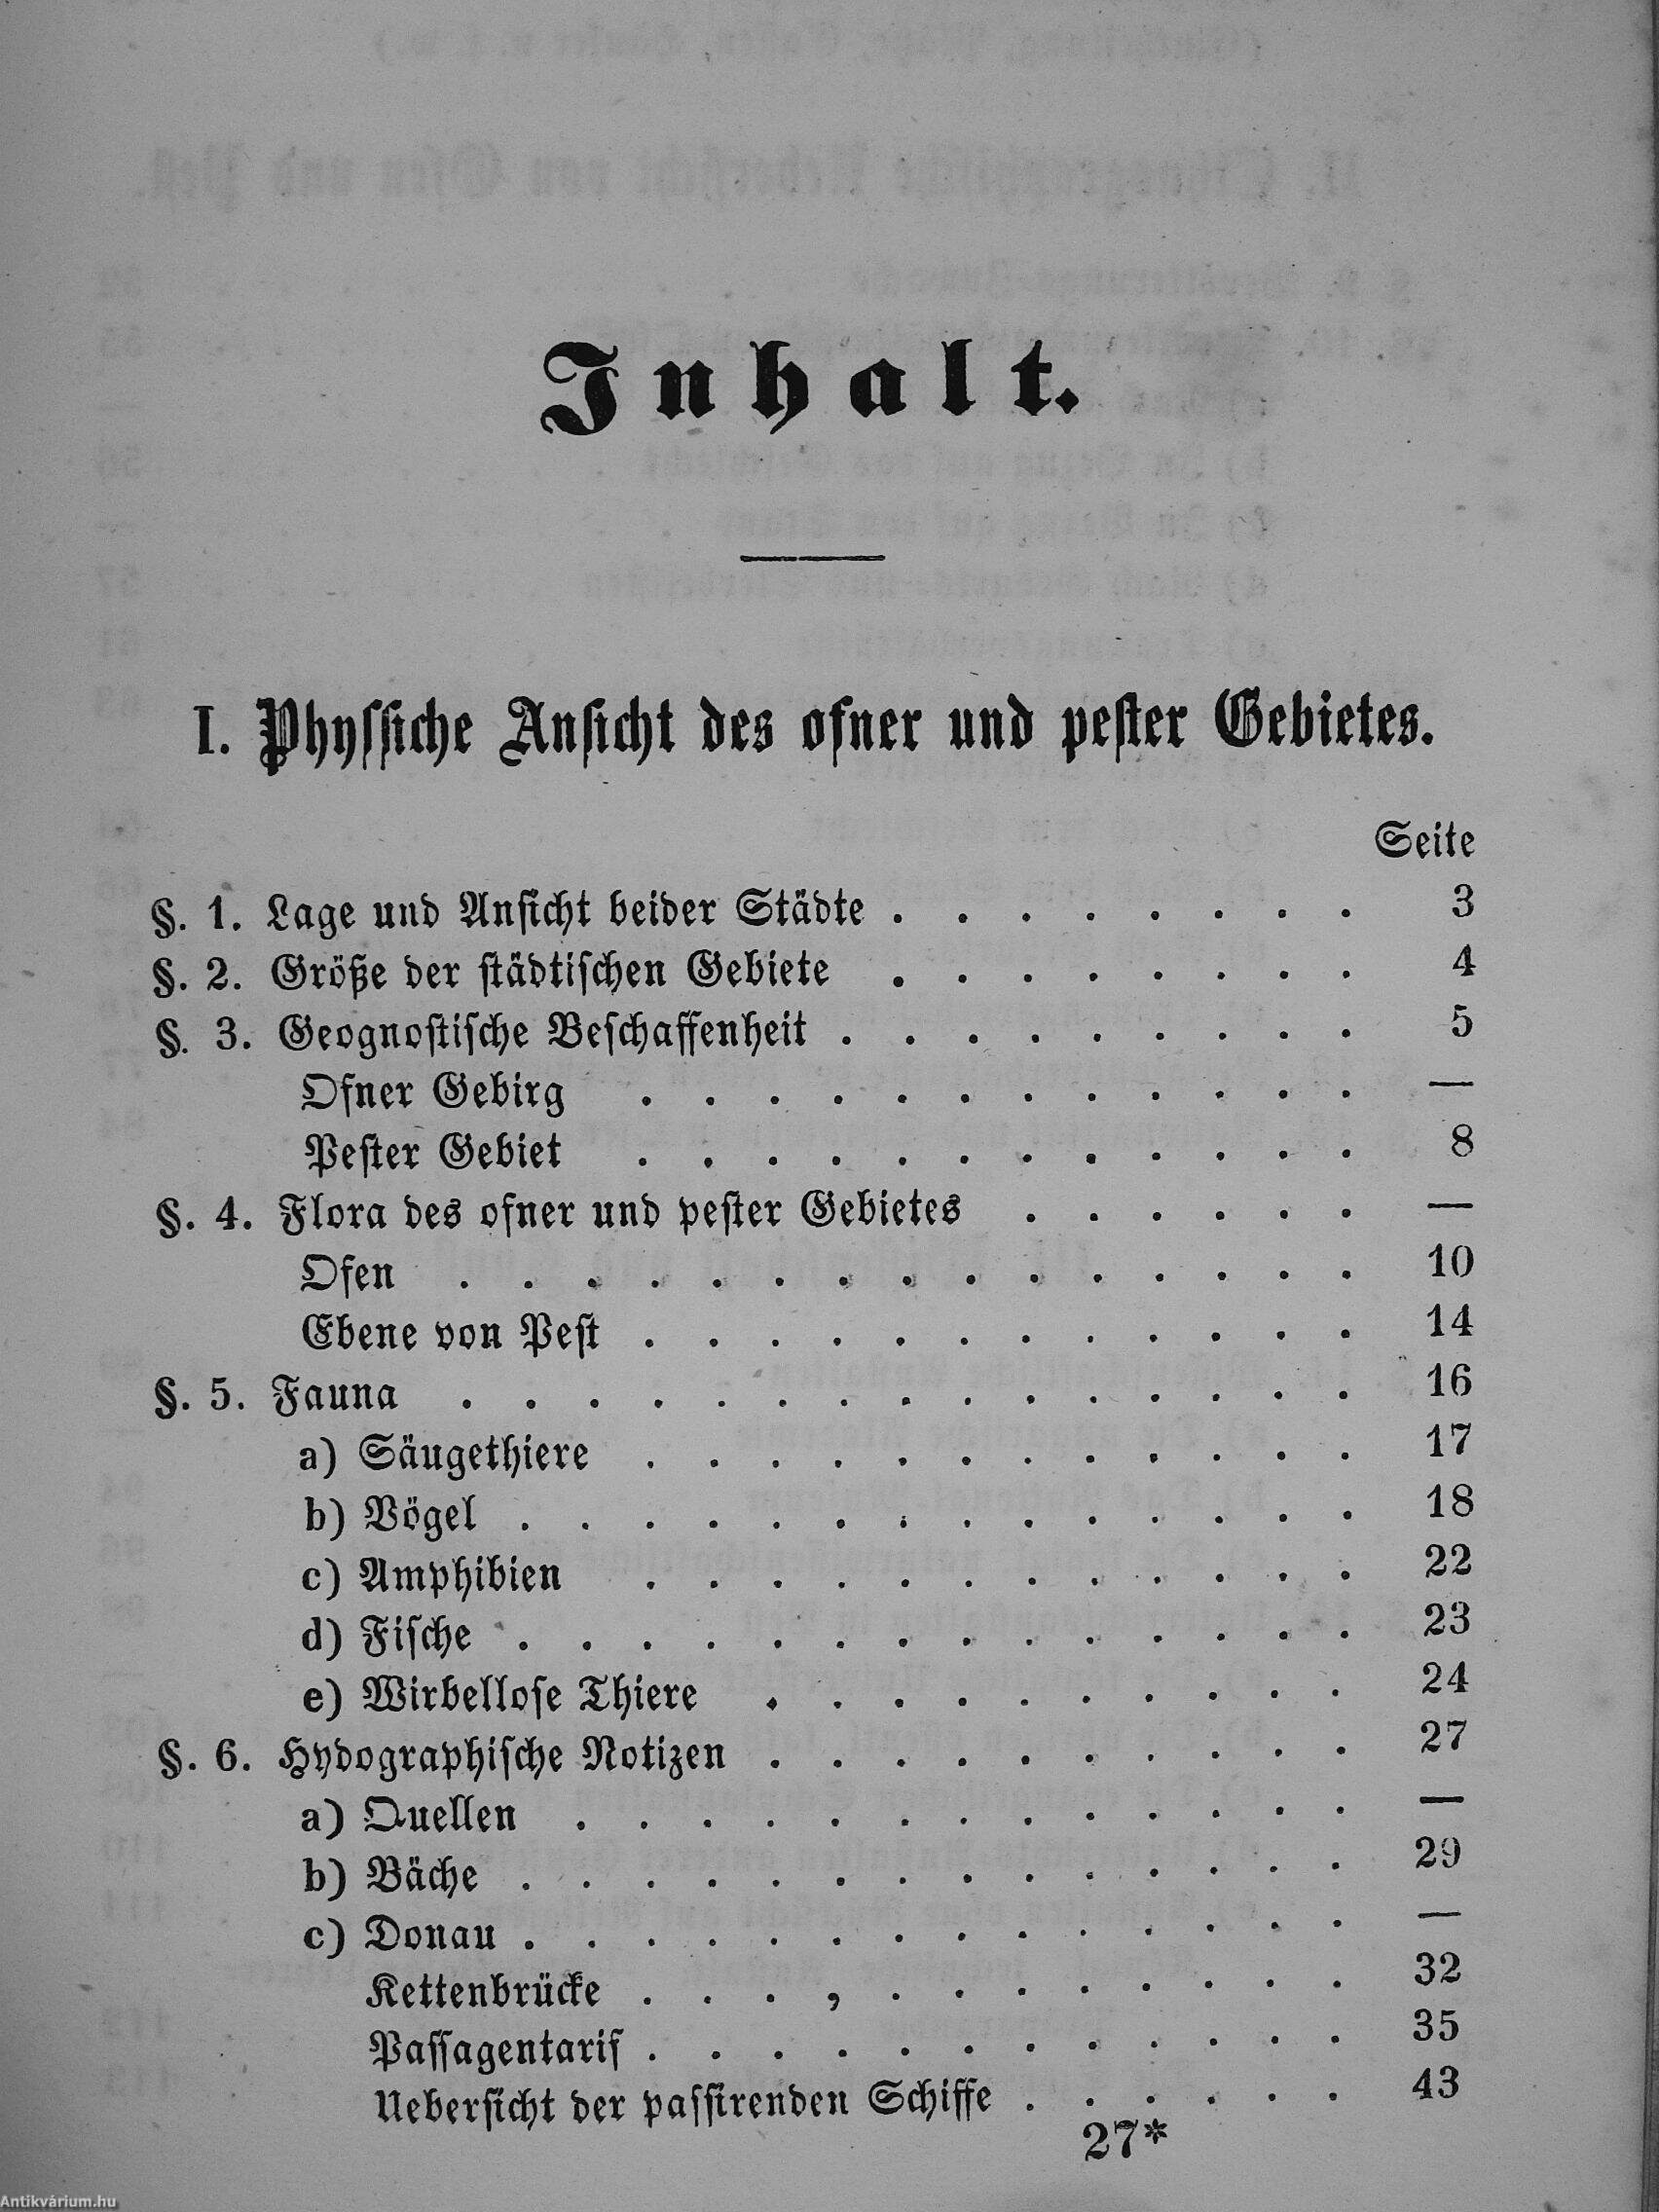 Inhalt.
I. Physsiche Ansicht des ofner und pester Gebietes.
Seite
§. 1. Lage und Ansicht beider Städte . . . . . . . . 3
§. 2. Größe der städtischen Gebiete . . . . . . . . 4
§. 3. Geognostische Beschaffenheit . . . . . . . . . 5
Ofner Gebirg . . . . . . . . . . . . —
Pester Gebiet . . . . . . . . . . . . 8
§. 4. Flora des ofner und pester Gebietes . . . . . . —
Ofen . . . . . . . . . . . . . . . 10
Ebene von Pest . . . . . . . . . . . . 14
§. 5. Fauna . . . . . . . . . . . . . . . 16
a) Säugethiere . . . . . . . . . . . . 17
b) Vögel . . . . . . . . . . . . . . 18
c) Amphibien . . . . . . . . . . . . 22
d) Fische . . . . . . . . . . . . . . 23
e) Wirbellose Thiere . . . . . . . . . . 24
§. 6. Hydographische Notizen . . . . . . . . . . 27
a) Quellen . . . . . . . . . . . . . —
b) Bäche . . . . . . . . . . . . . . 29
c) Donau . . . . . . . . . . . . . . —
Kettenbrücke . . . , . . . . . . . . 32
Passagentarif . . . . . . . . . . . . 35
Uebersicht der passirenden Schiffe . . . . . . 43
27*
Antikvárium.hu